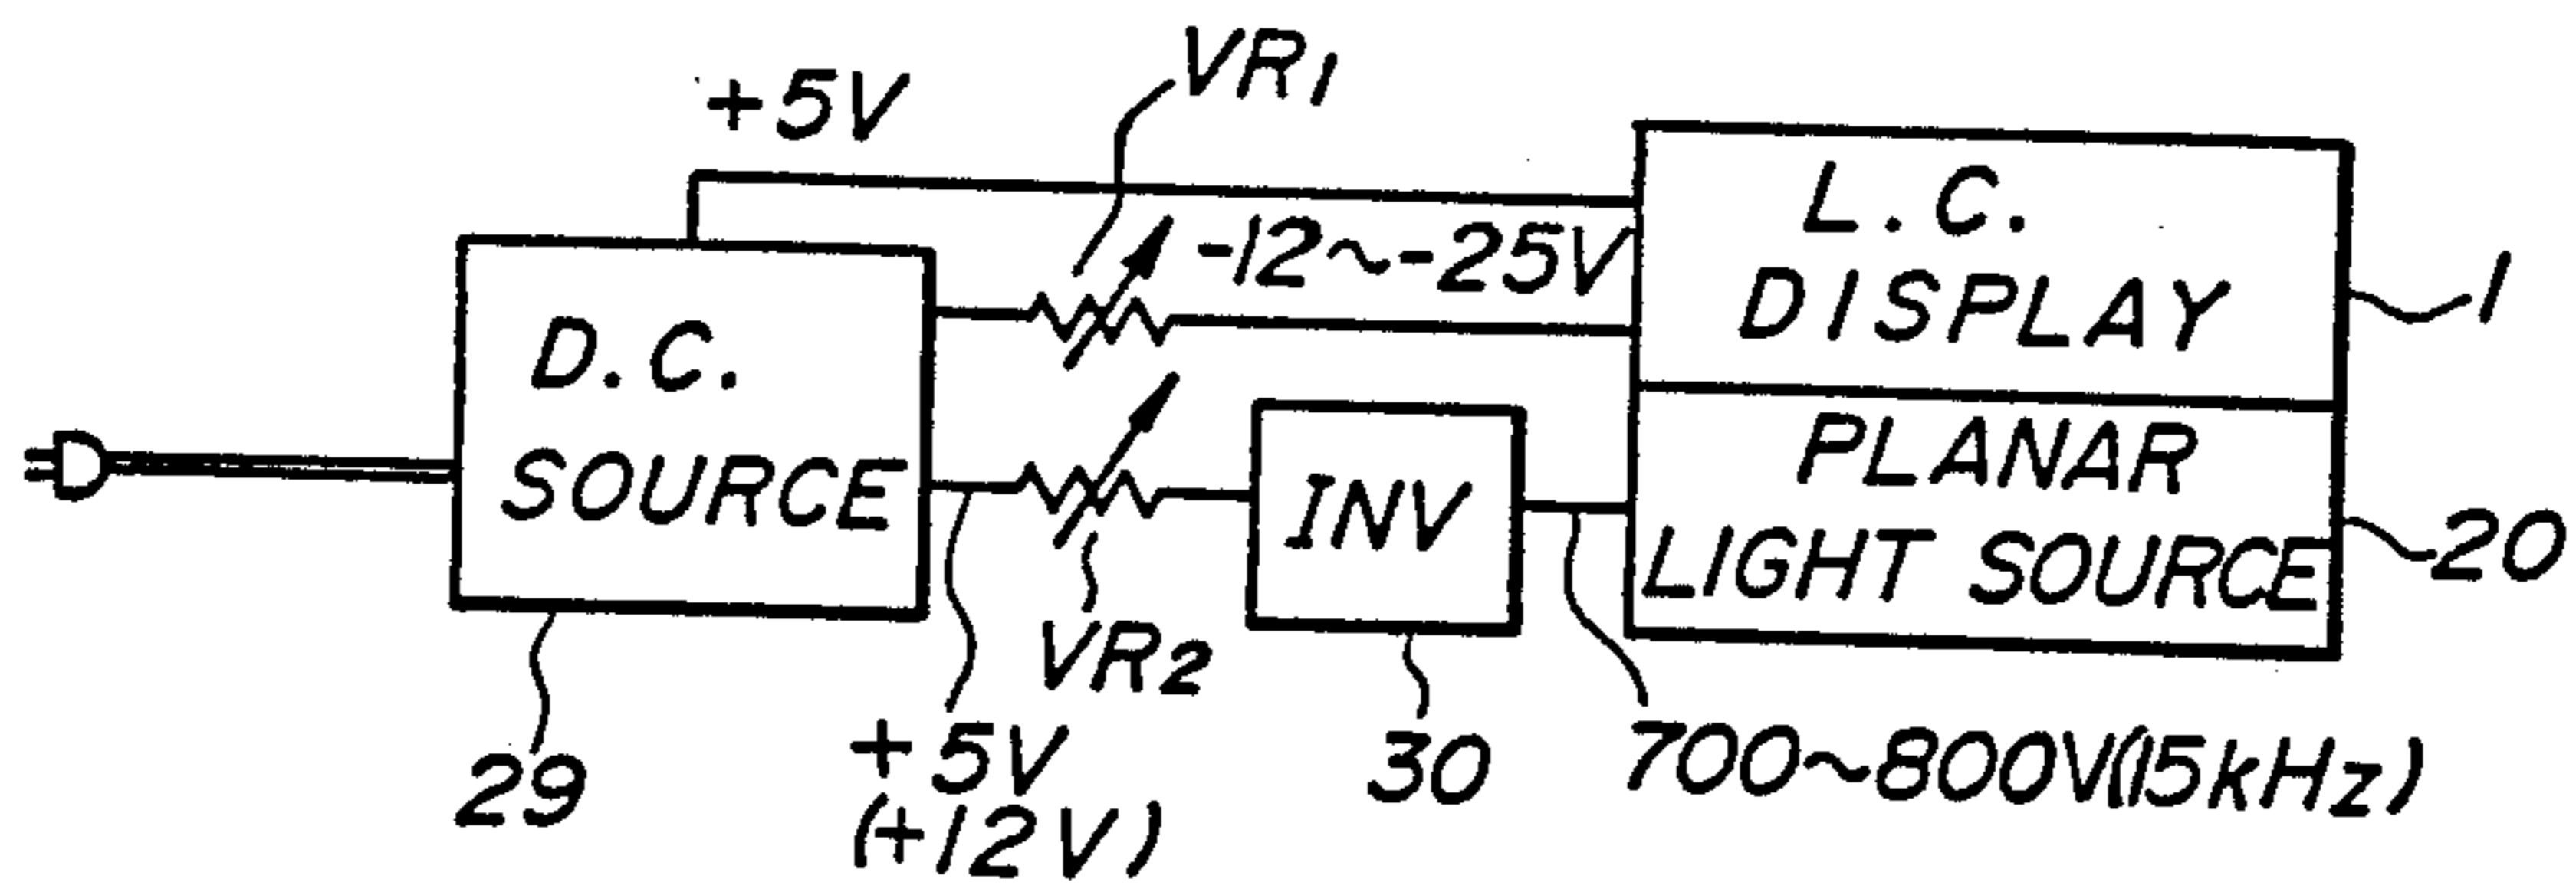 +5V
VR1
-12~-25V
L.C.
DISPLAY
1
D.C.
SOURCE
INV
PLANAR
LIGHT SOURCE
20
VR2
29
+5V
(+12V)
30
700~800V(15kHz)